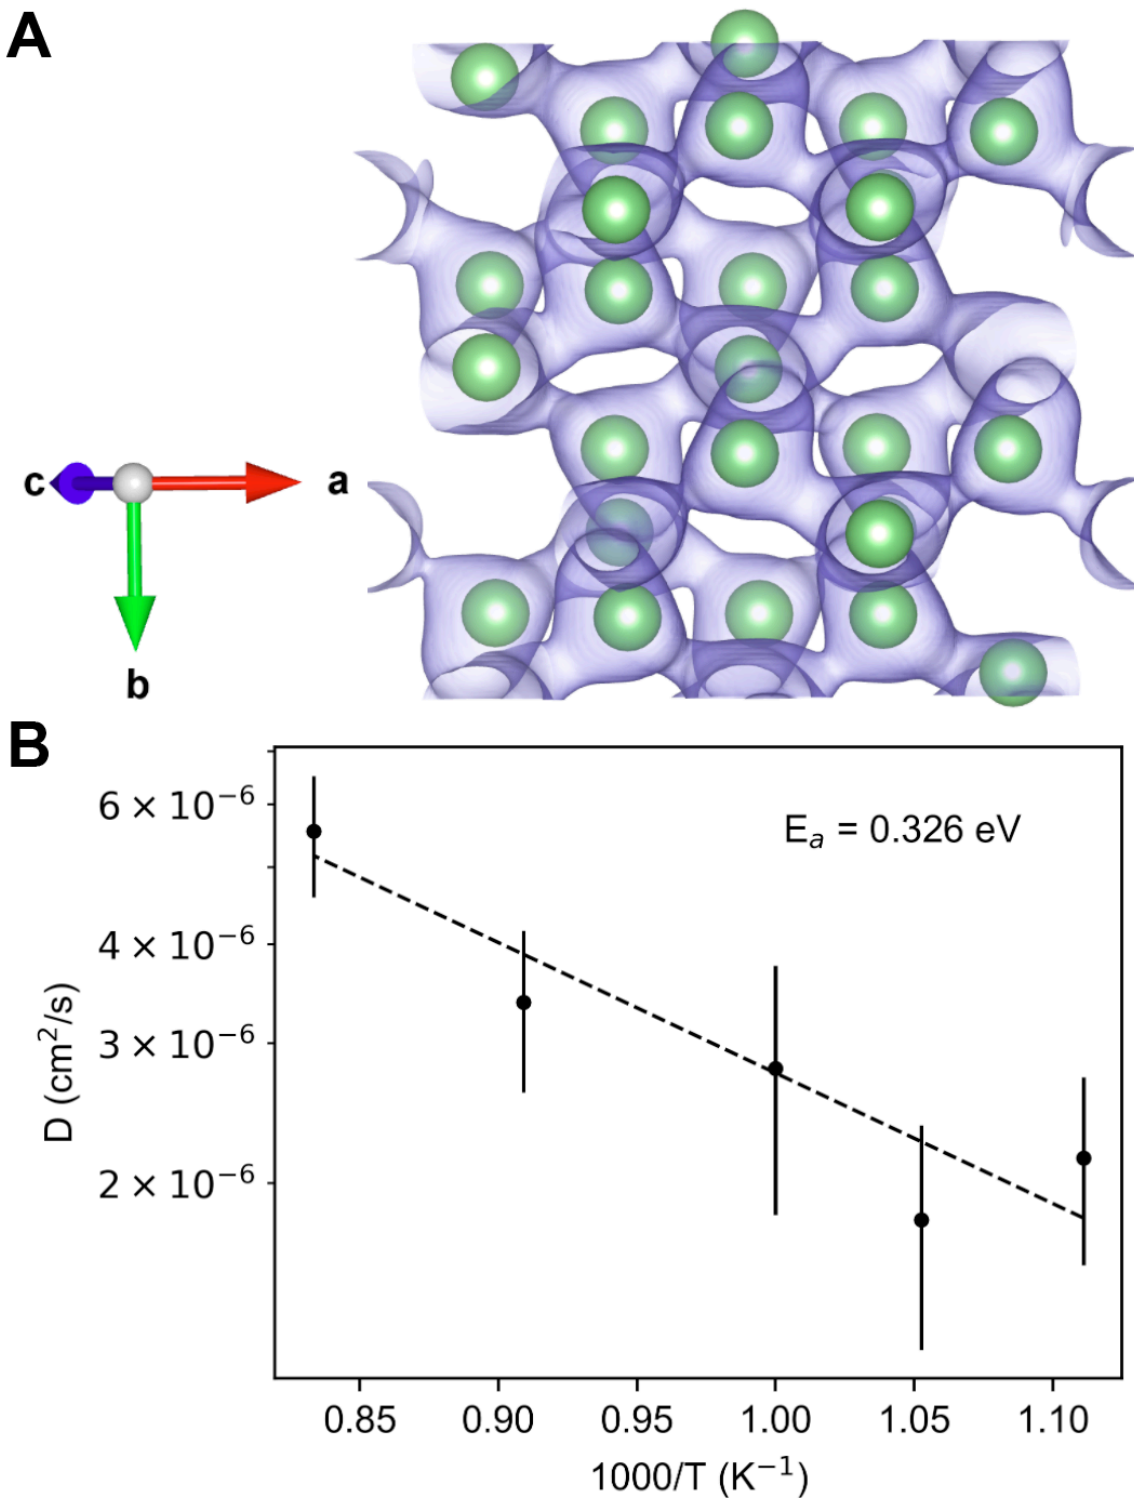 A
c
a
b
B
6 × 10⁻⁶
4 × 10⁻⁶
3 × 10⁻⁶
2 × 10⁻⁶
D (cm²/s)
Eₐ = 0.326 eV
0.85 0.90 0.95 1.00 1.05 1.10
1000/T (K⁻¹)